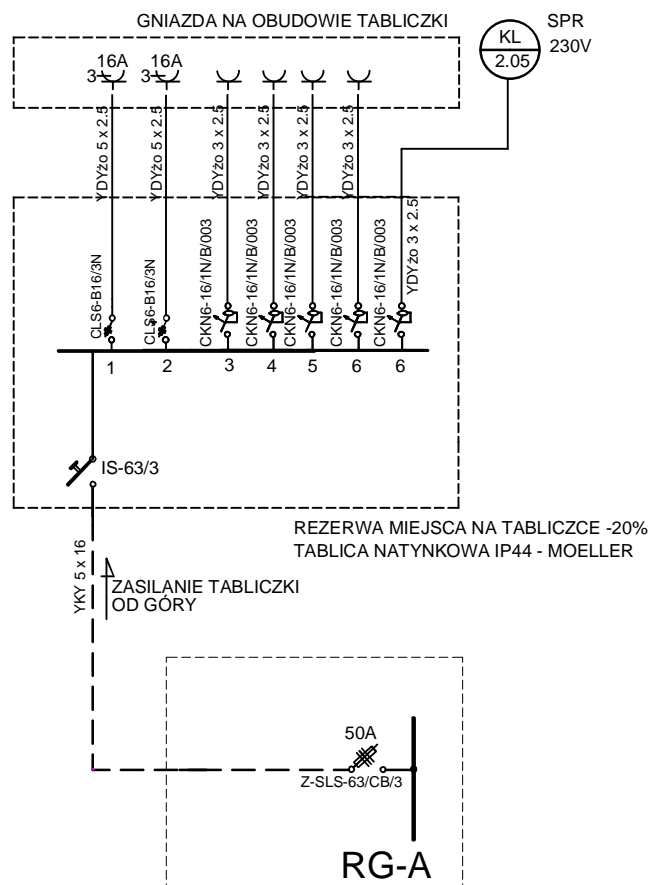 GNIAZDA NA OBUDOWIE TABLICZKI
KL
2.05
SPR
230V
16A
3
16A
3
YDYżo 5 x 2.5
YDYżo 5 x 2.5
YDYżo 3 x 2.5
YDYżo 3 x 2.5
YDYżo 3 x 2.5
YDYżo 3 x 2.5
YDYżo 3 x 2.5
CLS6-B16/3N
CLS6-B16/3N
CKN6-16/1N/B/003
CKN6-16/1N/B/003
CKN6-16/1N/B/003
CKN6-16/1N/B/003
CKN6-16/1N/B/003
1
2
3
4
5
6
6
IS-63/3
REZERWA MIEJSCA NA TABLICZCE -20%
TABLICA NATYNKOWA IP44 - MOELLER
YKY 5 x 16
ZASILANIE TABLICZKI
OD GÓRY
50A
Z-SLS-63/CB/3
RG-A